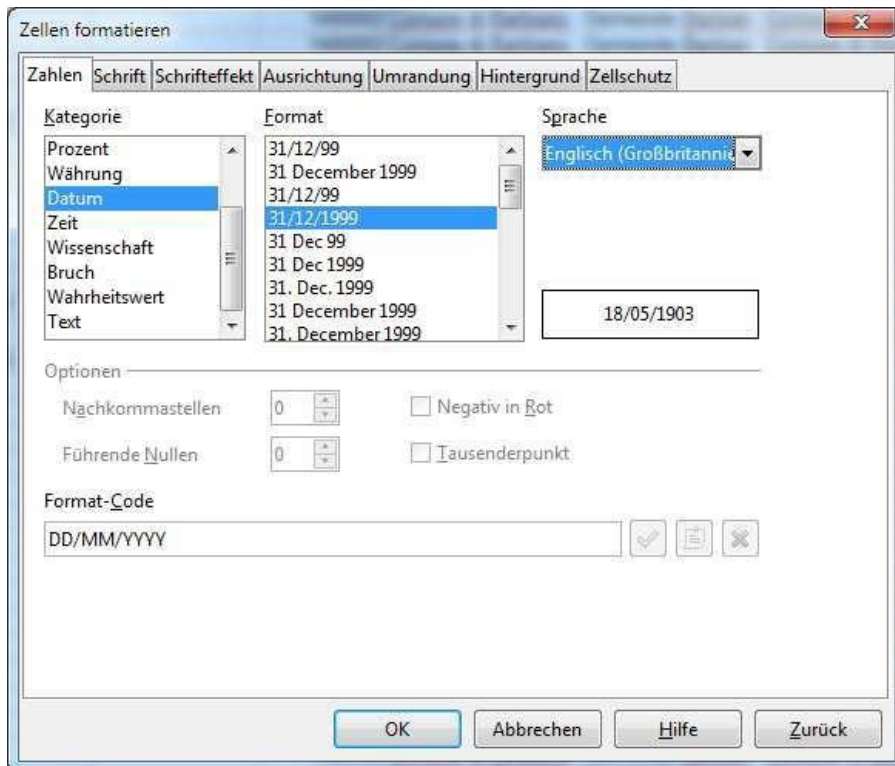 Zellen formatieren
Zahlen Schrift Schrifteffekt Ausrichtung Umrandung Hintergrund Zellschutz
Kategorie
Prozent
Währung
Datum
Zeit
Wissenschaft
Bruch
Wahrheitswert
Text
Format
31/12/99
31 December 1999
31/12/99
31/12/1999
31 Dec 99
31 Dec 1999
31. Dec. 1999
31 December 1999
31. December 1999
Sprache
Englisch (Großbritannie
18/05/1903
Optionen
Nachkommastellen 0 Negativ in Rot
Führende Nullen 0 Tausenderpunkt
Format-Code
DD/MM/YYYY
OK Abbrechen Hilfe Zurück